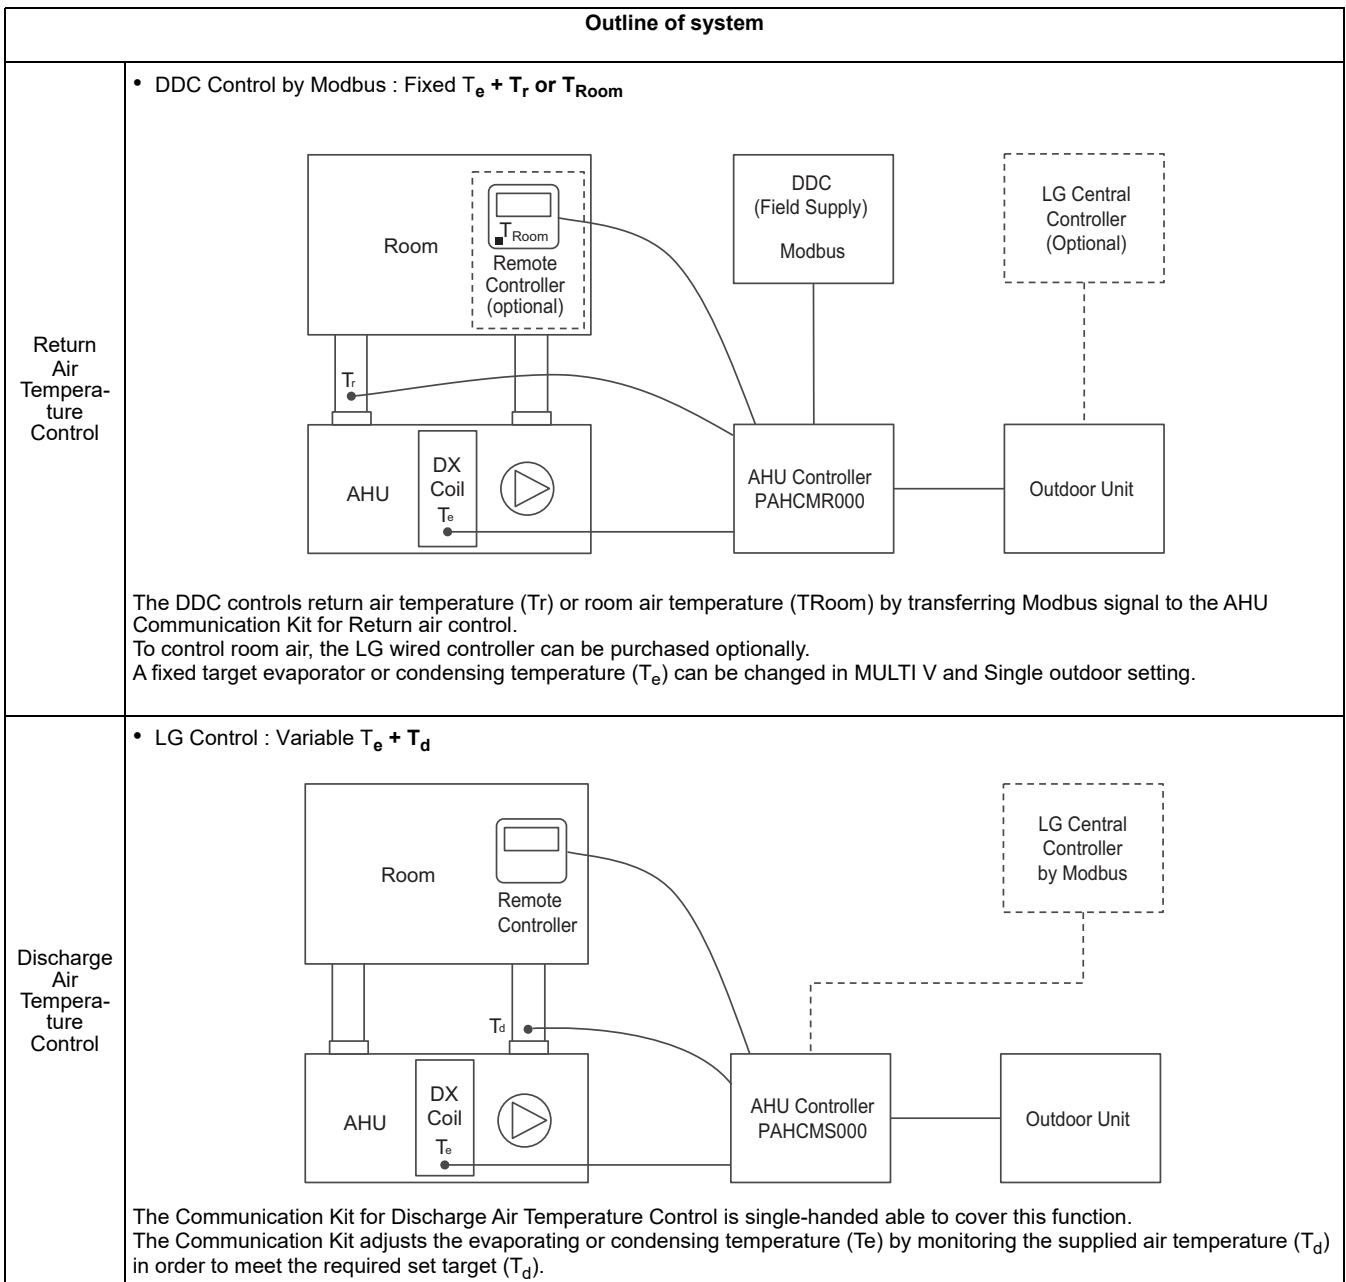 Outline of system
Return
Air
Tempera-
ture
Control
• DDC Control by Modbus : Fixed Te + Tr or TRoom
Room
TRoom
Remote
Controller
(optional)
DDC
(Field Supply)
Modbus
LG Central
Controller
(Optional)
Tr
AHU
DX
Coil
Te
AHU Controller
PAHCMR000
Outdoor Unit
The DDC controls return air temperature (Tr) or room air temperature (TRoom) by transferring Modbus signal to the AHU
Communication Kit for Return air control.
To control room air, the LG wired controller can be purchased optionally.
A fixed target evaporator or condensing temperature (Te) can be changed in MULTI V and Single outdoor setting.
Discharge
Air
Tempera-
ture
Control
• LG Control : Variable Te + Td
Room
Remote
Controller
LG Central
Controller
by Modbus
Td
AHU
DX
Coil
Te
AHU Controller
PAHCMS000
Outdoor Unit
The Communication Kit for Discharge Air Temperature Control is single-handed able to cover this function.
The Communication Kit adjusts the evaporating or condensing temperature (Te) by monitoring the supplied air temperature (Td)
in order to meet the required set target (Td).